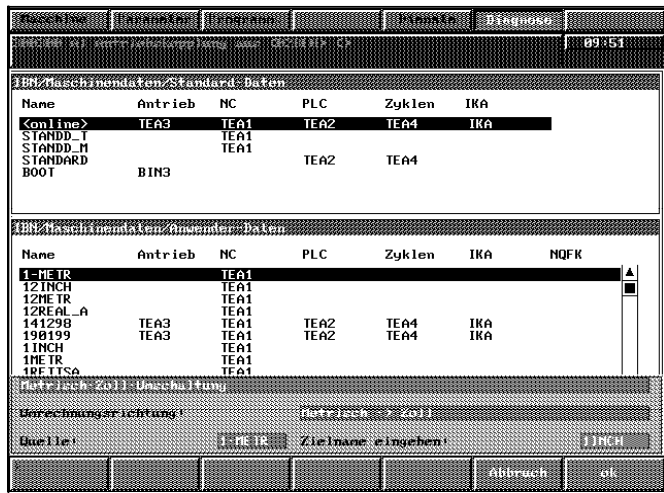 Maschine Parameter Programm Dienste Diagnose
09:51
IBN/Maschinendaten/Standard-Daten
Name Antrieb NC PLC Zyklen IKA
<online> TEA3 TEA1 TEA2 TEA4 IKA
STANDD_T TEA1
STANDD_M TEA1
STANDARD TEA2 TEA4
BOOT BIN3
IBN/Maschinendaten/Anwender-Daten
Name Antrieb NC PLC Zyklen IKA NQFK
1-METR TEA1
12INCH TEA1
12METR TEA1
12REAL_A TEA1
141298 TEA3 TEA1 TEA2 TEA4 IKA
190199 TEA3 TEA1 TEA2 TEA4 IKA
1INCH TEA1
1METR TEA1
1RETTSA TEA1
Metrisch-Zoll-Umschaltung
Umrechnungsrichtung: Metrisch -> Zoll
Quelle: 1-METR Zielname eingeben: 11INCH
Abbruch ok